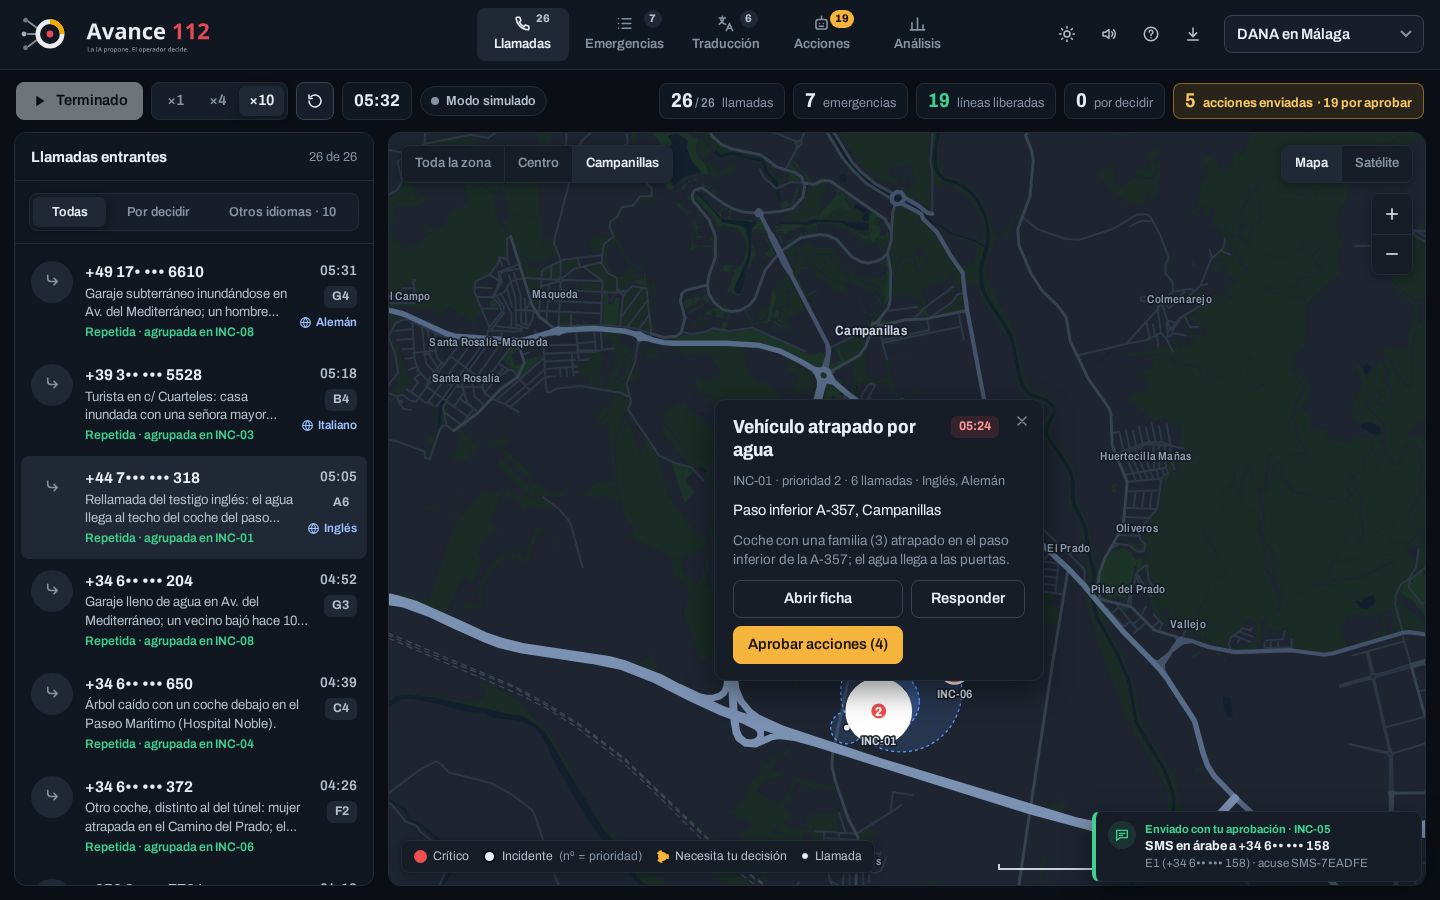 Avance 112
La IA propone. El operador decide.
Llamadas 26
Emergencias 7
Traducción 6
Acciones 19
Análisis
DANA en Málaga
Terminado
×1 ×4 ×10
05:32
Modo simulado
26 / 26 llamadas
7 emergencias
19 líneas liberadas
0 por decidir
5 acciones enviadas · 19 por aprobar
Llamadas entrantes 26 de 26
Todas Por decidir Otros idiomas · 10
+49 17• ••• 6610 05:31
Garaje subterráneo inundándose en G4
Av. del Mediterráneo; un hombre...
Alemán
Repetida · agrupada en INC-08
+39 3•• ••• 5528 05:18
Turista en c/ Cuarteles: casa B4
inundada con una señora mayor...
Italiano
Repetida · agrupada en INC-03
+44 7••• ••• 318 05:05
Rellamada del testigo inglés: el agua A6
llega al techo del coche del paso...
Inglés
Repetida · agrupada en INC-01
+34 6•• ••• 204 04:52
Garaje lleno de agua en Av. del G3
Mediterráneo; un vecino bajó hace 10...
Repetida · agrupada en INC-08
+34 6•• ••• 650 04:39
Árbol caído con un coche debajo en el C4
Paseo Marítimo (Hospital Noble).
Repetida · agrupada en INC-04
+34 6•• ••• 372 04:26
Otro coche, distinto al del túnel: mujer F2
atrapada en el Camino del Prado; el...
Repetida · agrupada en INC-06
Toda la zona Centro Campanillas
Mapa Satélite
+
−
l Campo
Maqueda
Colmenarejo
Campanillas
Santa Rosalía-Maqueda
Santa Rosalía
Huertecilla Mañas
Oliveros
El Prado
Pilar del Prado
Vallejo
Vehículo atrapado por
agua
05:24
INC-01 · prioridad 2 · 6 llamadas · Inglés, Alemán
Paso inferior A-357, Campanillas
Coche con una familia (3) atrapado en el paso
inferior de la A-357; el agua llega a las puertas.
Abrir ficha Responder
Aprobar acciones (4)
INC-06
2
INC-01
Crítico Incidente (nº = prioridad) Necesita tu decisión Llamada
s
Enviado con tu aprobación · INC-05
SMS en árabe a +34 6•• ••• 158
E1 (+34 6•• ••• 158) · acuse SMS-7EADFE